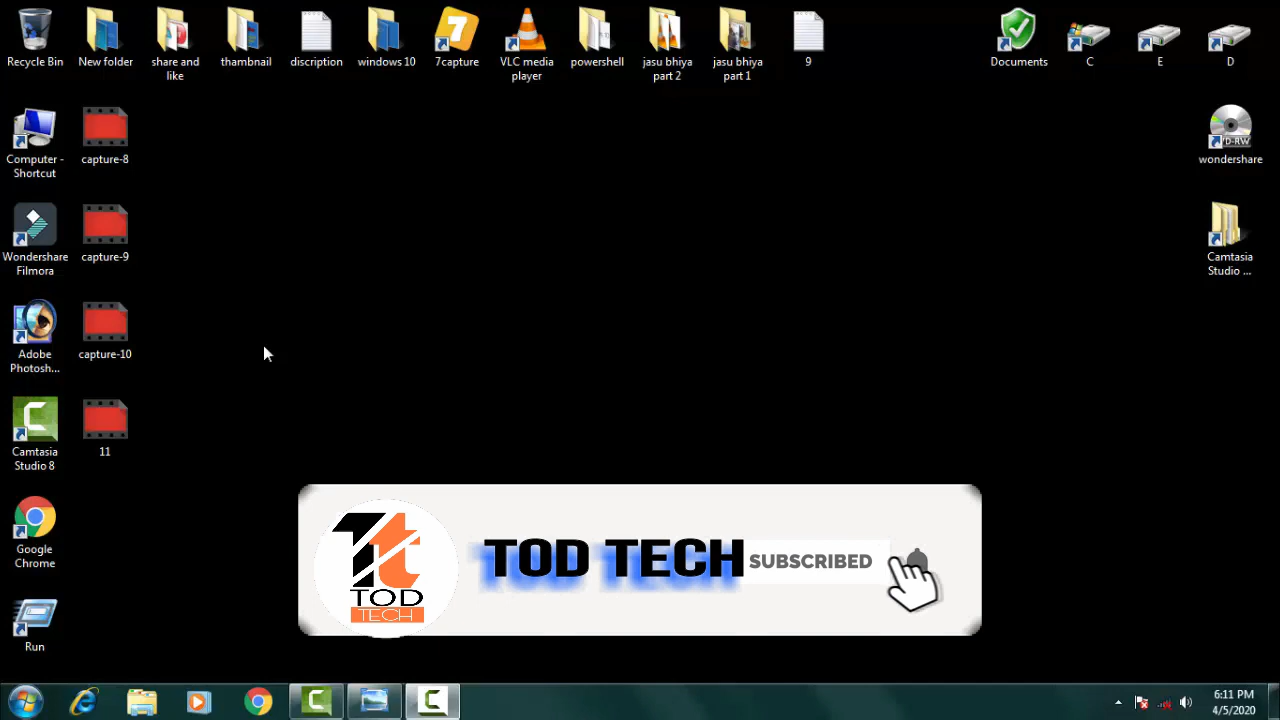 Recycle Bin
New folder
share and
like
thumbnail
discription
windows 10
7
7capture
VLC media
player
powershell
jasu bhiya
part 2
jasu bhiya
part 1
9
Documents
C
E
D
Computer -
Shortcut
capture-8
D-RW
wondershare
Wondershare
Filmora
capture-9
Camtasia
Studio ...
Adobe
Photosh...
capture-10
Camtasia
Studio 8
11
Google
Chrome
Run
TOD
TECH
TOD TECH
SUBSCRIBED
6:11 PM
4/5/2020